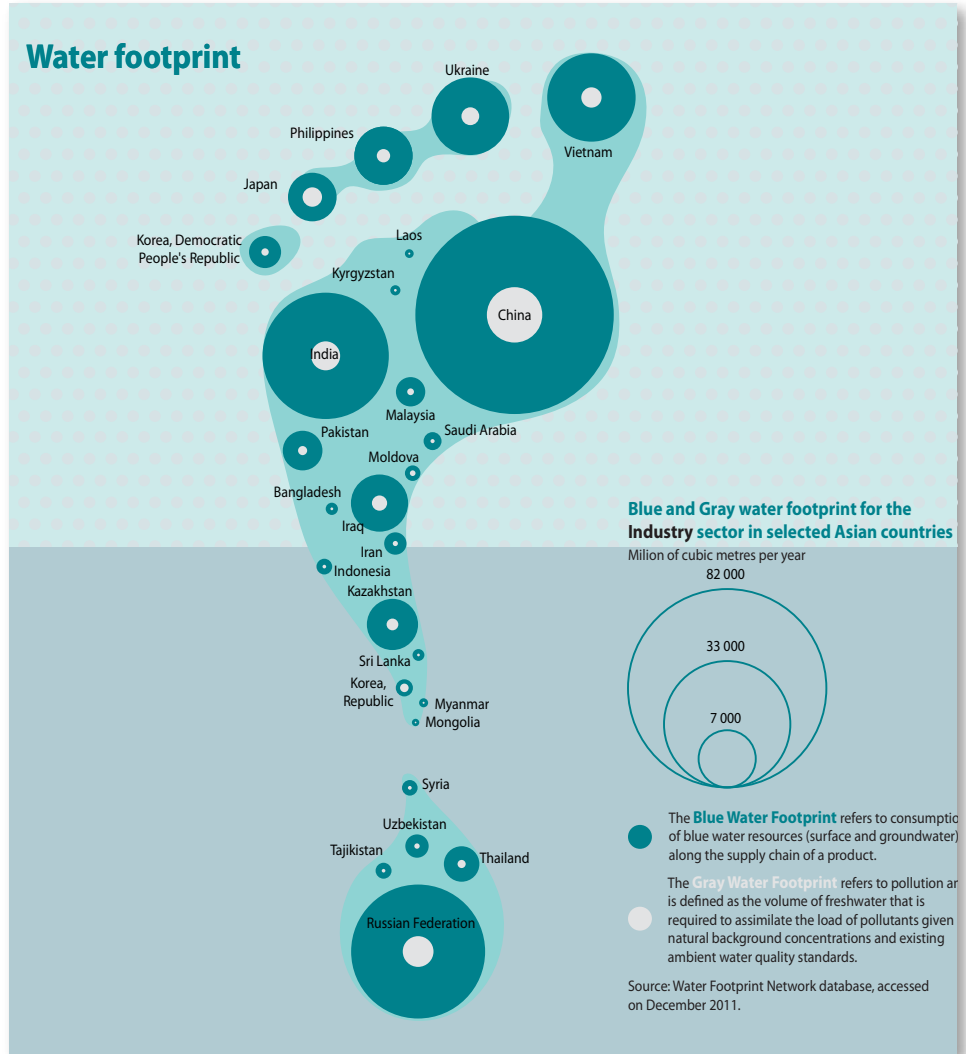 Water footprint
Ukraine
Vietnam
Philippines
Japan
Korea, Democratic
People's Republic
Laos
Kyrgyzstan
China
India
Malaysia
Saudi Arabia
Pakistan
Moldova
Bangladesh
Iraq
Iran
Indonesia
Kazakhstan
Sri Lanka
Korea,
Republic
Myanmar
Mongolia
Syria
Uzbekistan
Tajikistan
Thailand
Russian Federation
Blue and Gray water footprint for the
Industry sector in selected Asian countries
Milion of cubic metres per year
82 000
33 000
7 000
The Blue Water Footprint refers to consumptio
of blue water resources (surface and groundwater)
along the supply chain of a product.
The Gray Water Footprint refers to pollution an
is defined as the volume of freshwater that is
required to assimilate the load of pollutants given
natural background concentrations and existing
ambient water quality standards.
Source: Water Footprint Network database, accessed
on December 2011.